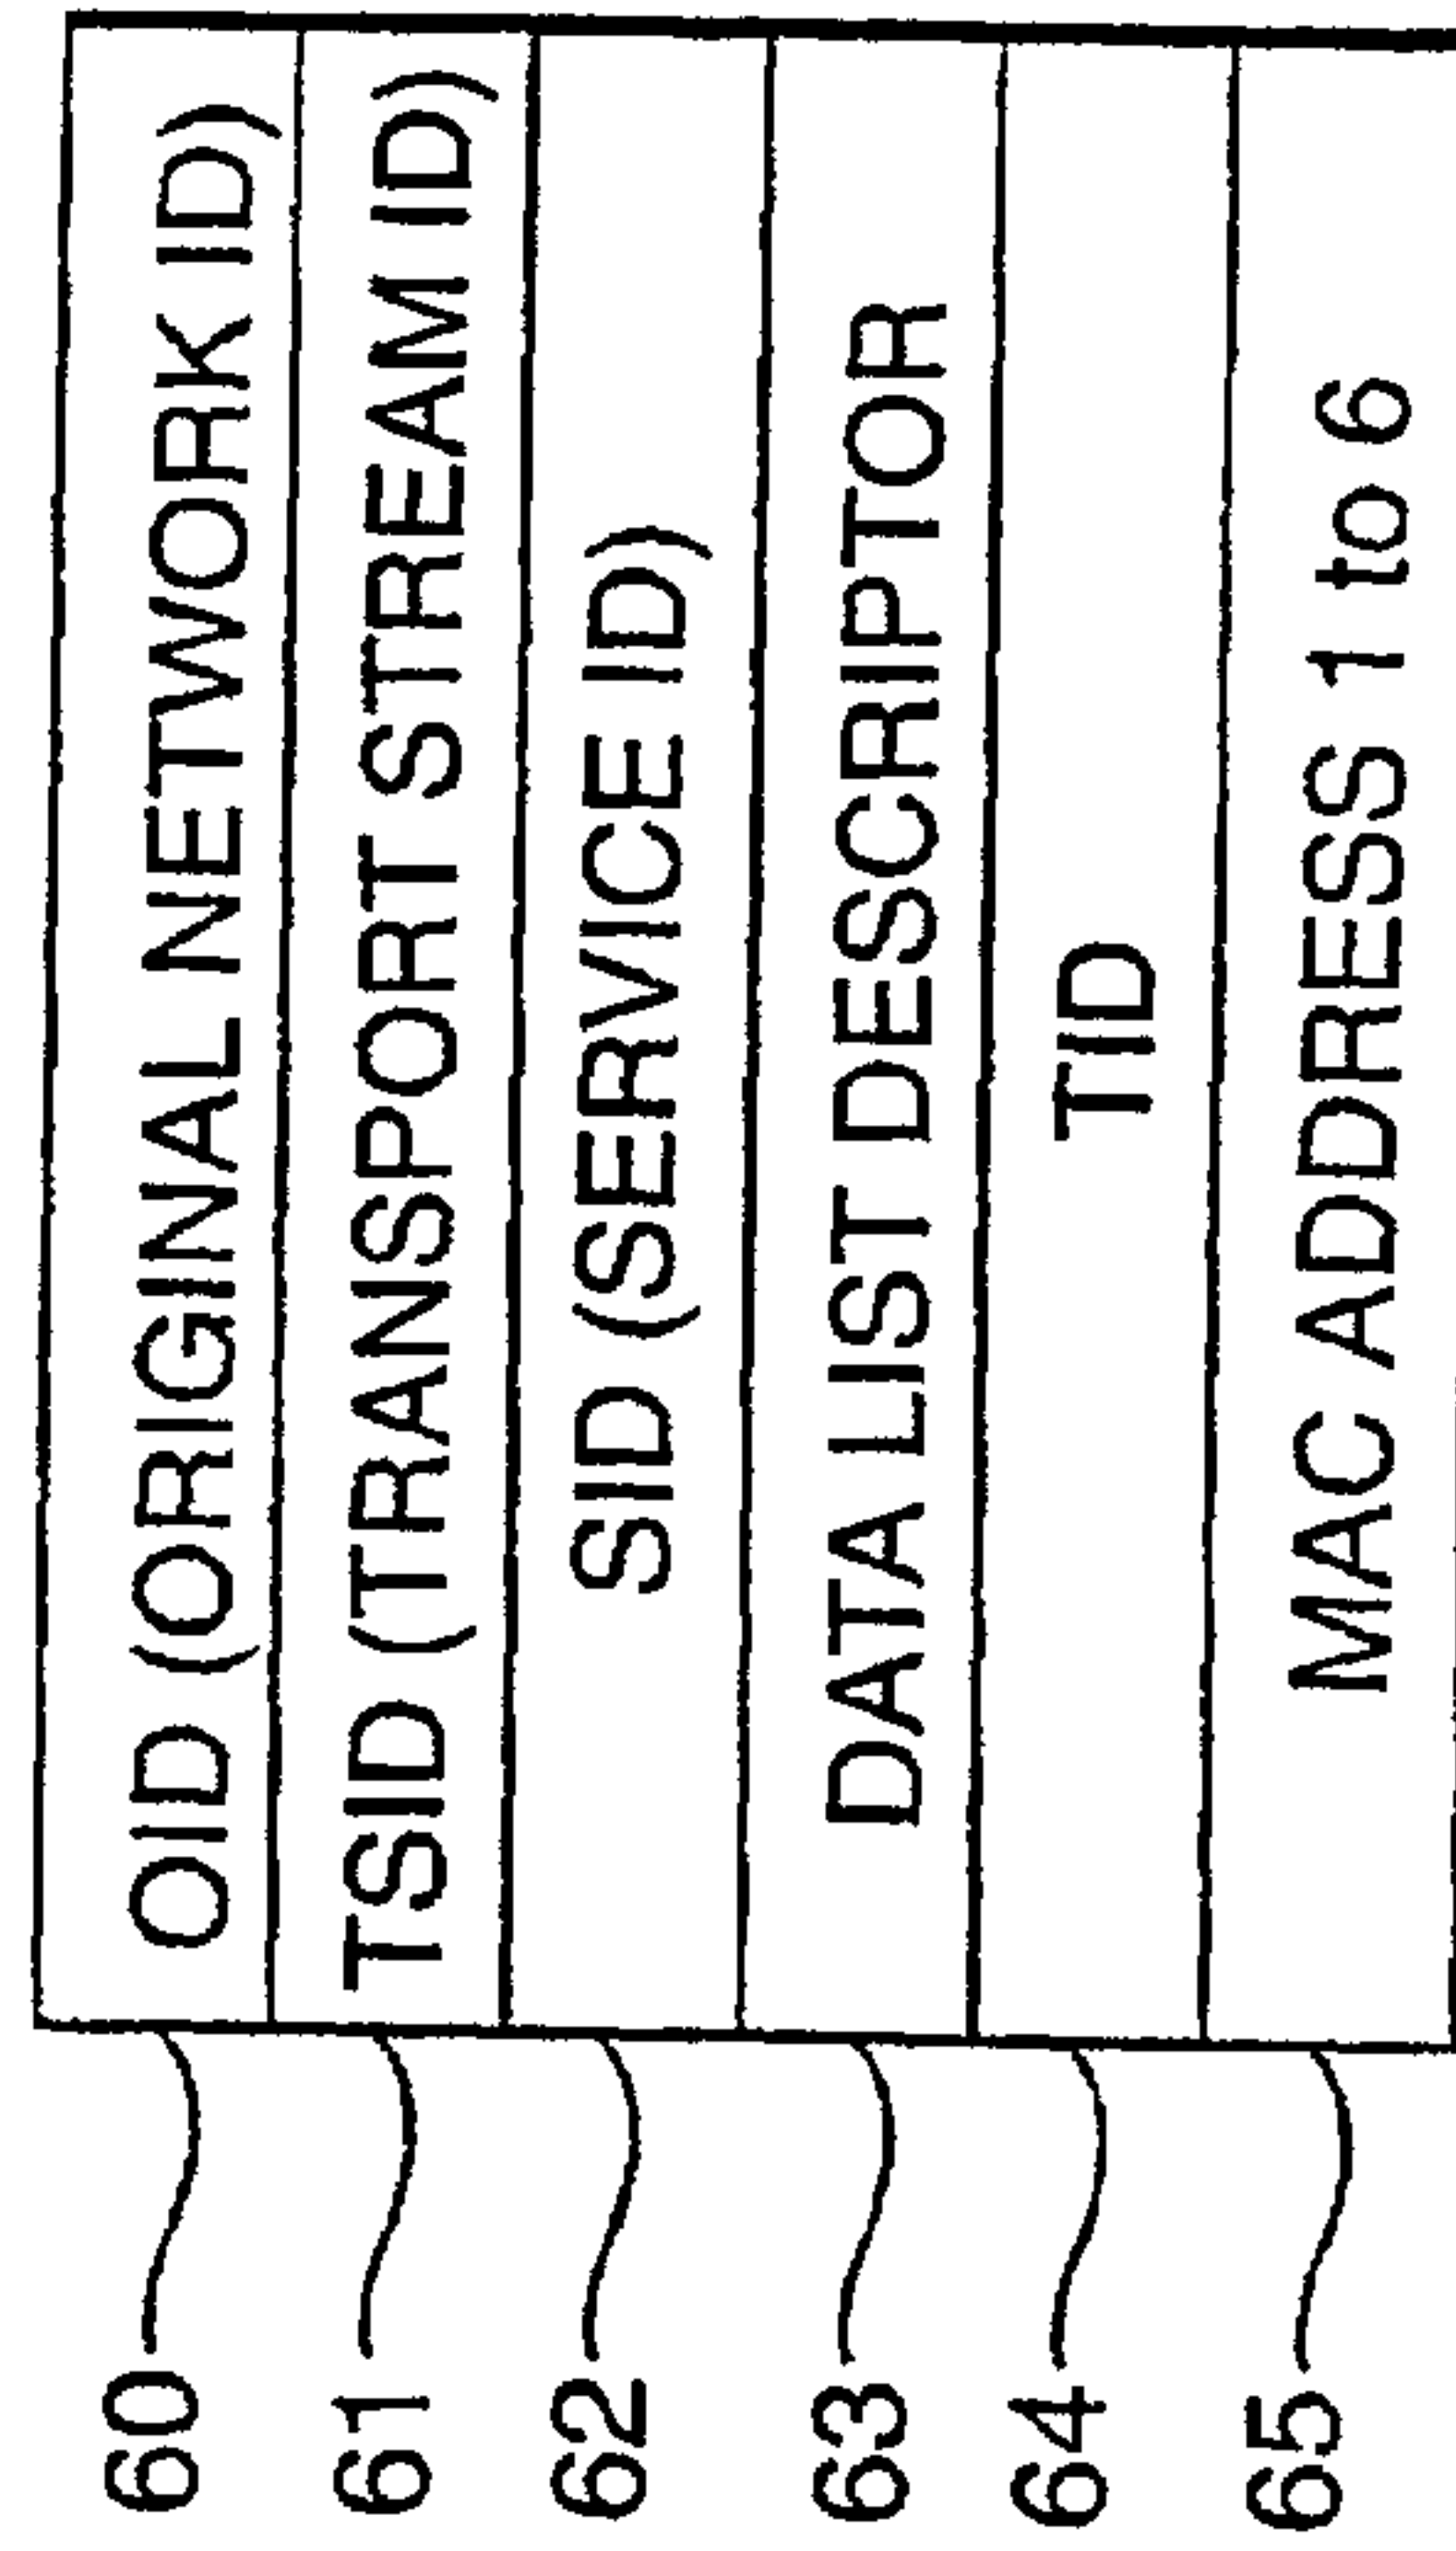 60 OID (ORIGINAL NETWORK ID)
61 TSID (TRANSPORT STREAM ID)
62 SID (SERVICE ID)
63 DATA LIST DESCRIPTOR
64 TID
65 MAC ADDRESS 1 to 6